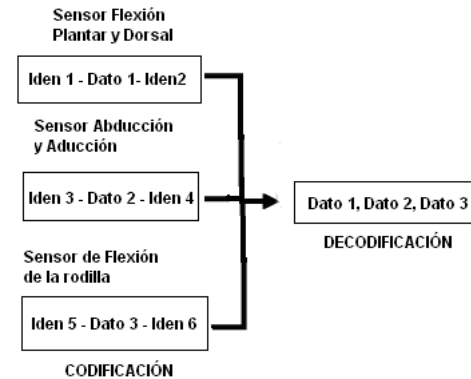 Sensor Flexión
Plantar y Dorsal
Iden 1 - Dato 1- Iden2
Sensor Abducción
y Aducción
Iden 3 - Dato 2 - Iden 4
Dato 1, Dato 2, Dato 3
DECODIFICACIÓN
Sensor de Flexión
de la rodilla
Iden 5 - Dato 3 - Iden 6
CODIFICACIÓN